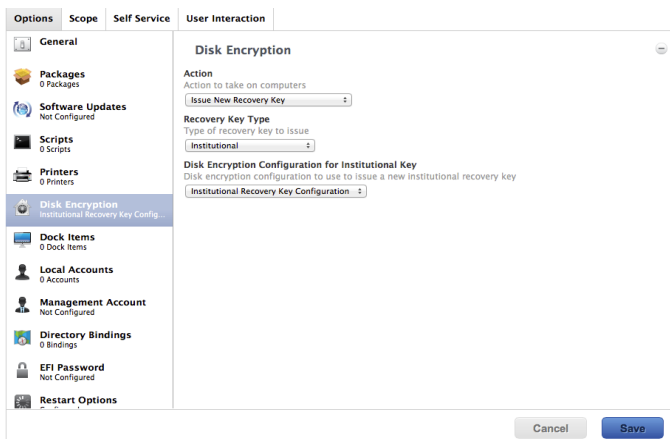 Options Scope Self Service User Interaction
General
Packages
0 Packages
Software Updates
Not Configured
Scripts
0 Scripts
Printers
0 Printers
Disk Encryption
Institutional Recovery Key Config...
Dock Items
0 Dock Items
Local Accounts
0 Accounts
Management Account
Not Configured
Directory Bindings
0 Bindings
EFI Password
Not Configured
Restart Options
Disk Encryption
Action
Action to take on computers
Issue New Recovery Key
Recovery Key Type
Type of recovery key to issue
Institutional
Disk Encryption Configuration for Institutional Key
Disk encryption configuration to use to issue a new institutional recovery key
Institutional Recovery Key Configuration
Cancel Save